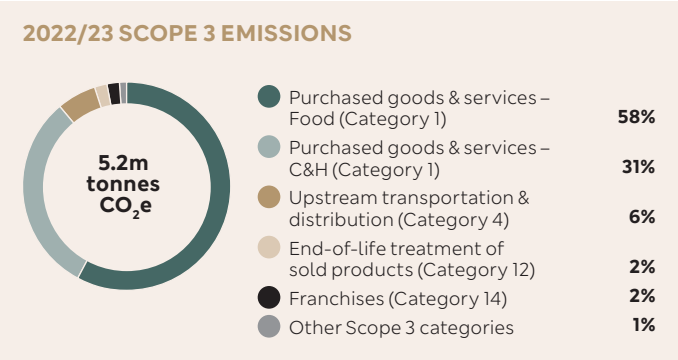 2022/23 SCOPE 3 EMISSIONS
5.2m
tonnes
CO₂e
Purchased goods & services –
Food (Category 1) 58%
Purchased goods & services –
C&H (Category 1) 31%
Upstream transportation &
distribution (Category 4) 6%
End-of-life treatment of
sold products (Category 12) 2%
Franchises (Category 14) 2%
Other Scope 3 categories 1%